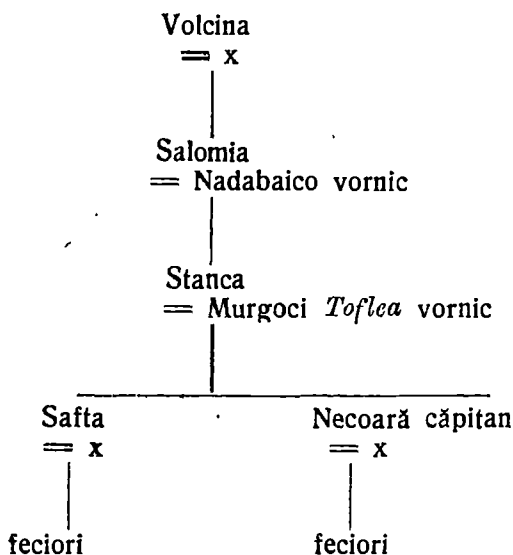 Volcina
= x
Salomia
= Nadabaico vornic
Stanca
= Murgoci Toflea vornic
Safta Necoară căpitan
= x = x
feciori feciori